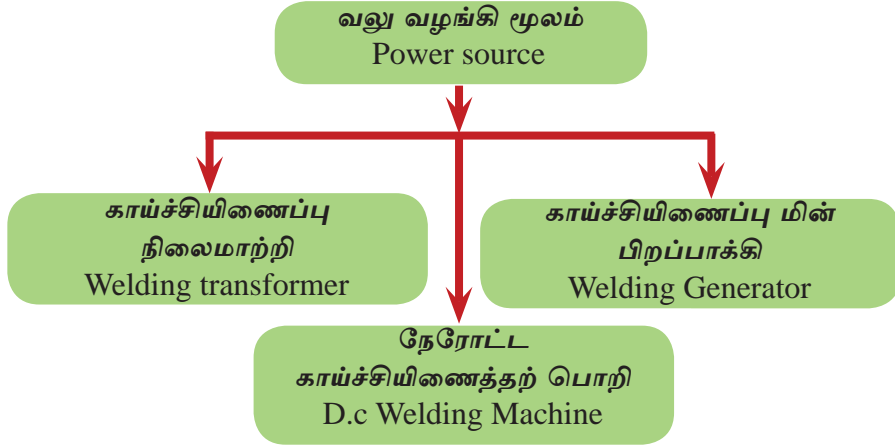 வலு வழங்கி மூலம்
Power source
காய்ச்சியிணைப்பு
நிலைமாற்றி
Welding transformer
காய்ச்சியிணைப்பு மின்
பிறப்பாக்கி
Welding Generator
நேரோட்ட
காய்ச்சியிணைத்தற் பொறி
D.c Welding Machine